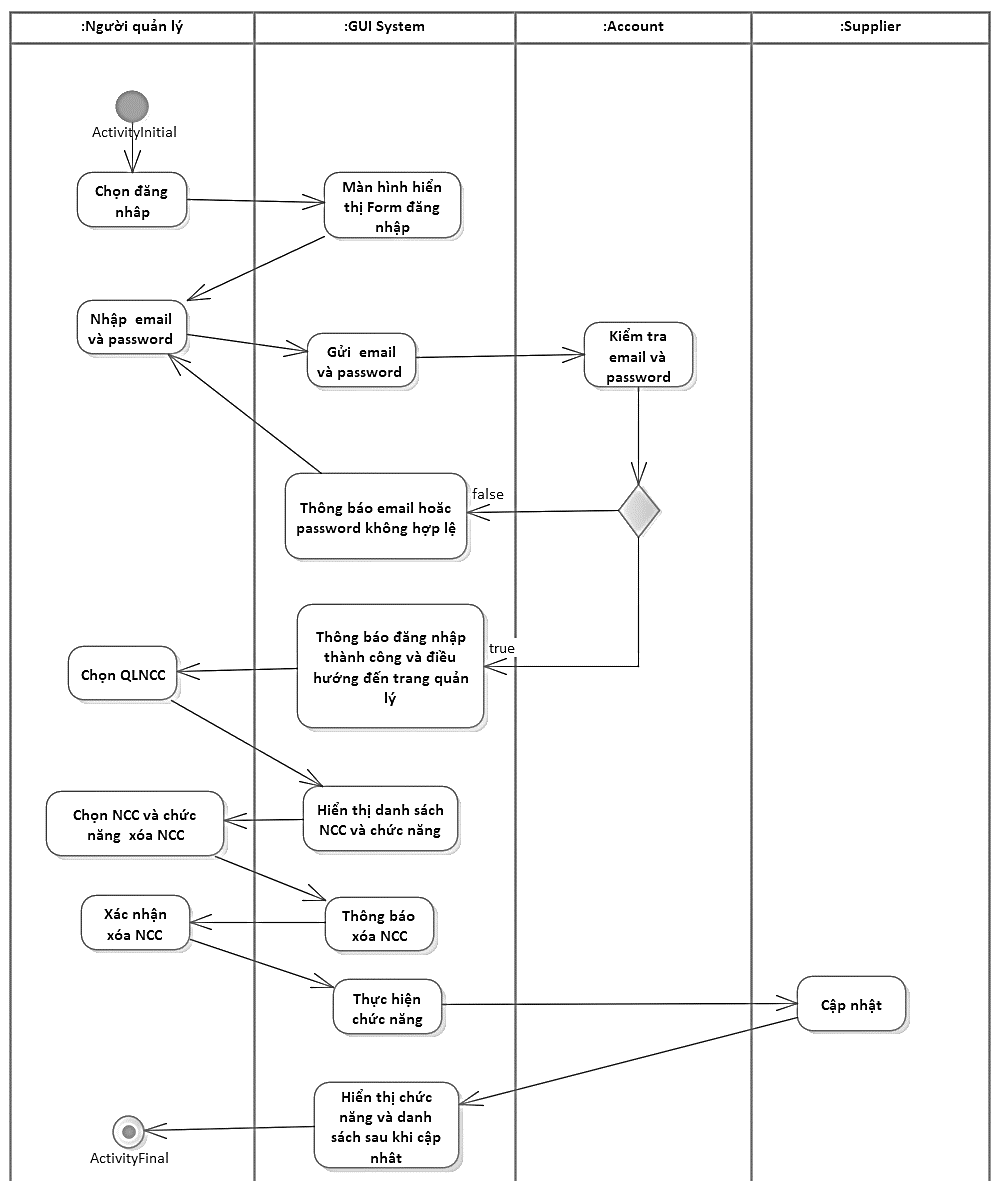 :Người quản lý
:GUI System
:Account
:Supplier
ActivityInitial
Chọn đăng
nhâp
Màn hình hiển
thị Form đăng
nhập
Nhập email
và password
Gửi email
và password
Kiểm tra
email và
password
Thông báo email hoăc
password không hợp lệ
false
Thông báo đăng nhập
thành công và điều
hướng đến trang quản
lý
true
Chọn QLNCC
Hiển thị danh sách
NCC và chức năng
Chọn NCC và chức
năng xóa NCC
Thông báo
xóa NCC
Xác nhận
xóa NCC
Thực hiện
chức năng
Cập nhật
Hiển thị chức
năng và danh
sách sau khi cập
nhât
ActivityFinal